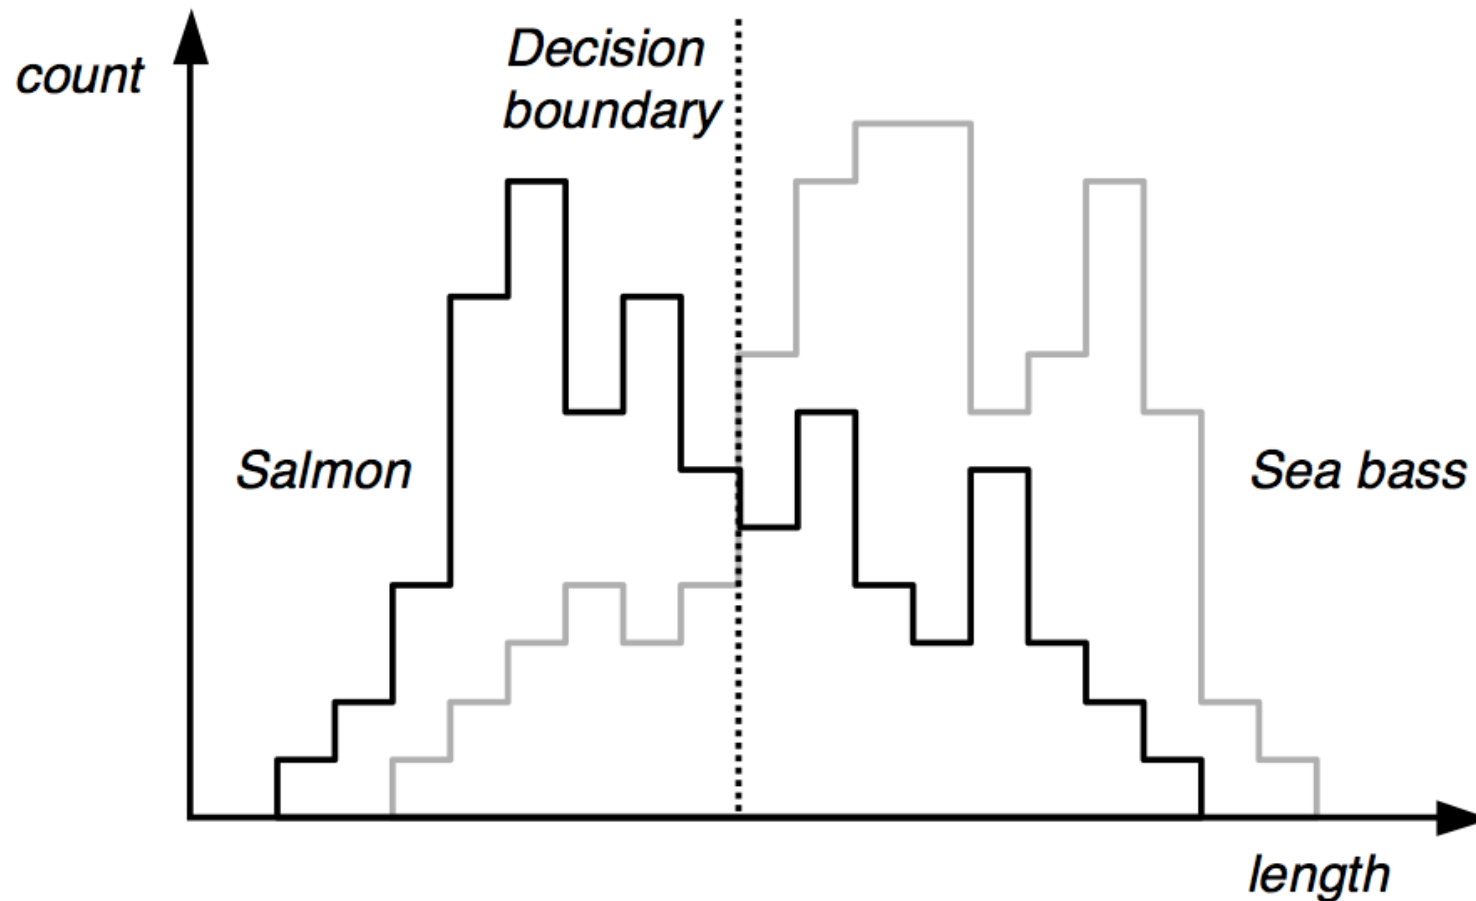 count
Decision
boundary
Salmon
Sea bass
length